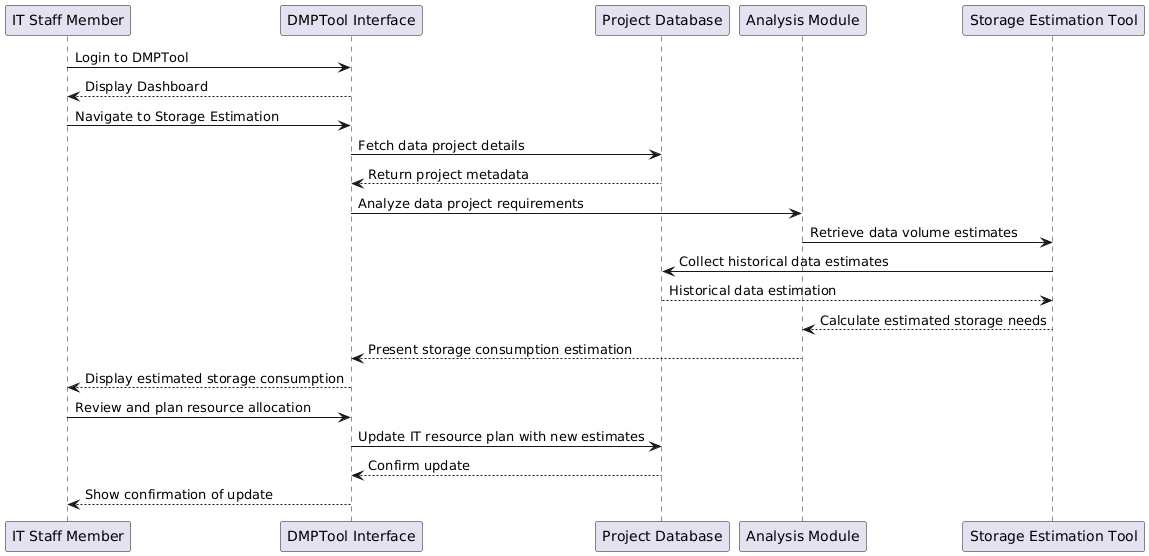 IT Staff Member
DMPTool Interface
Project Database
Analysis Module
Storage Estimation Tool
Login to DMPTool
Display Dashboard
Navigate to Storage Estimation
Fetch data project details
Return project metadata
Analyze data project requirements
Retrieve data volume estimates
Collect historical data estimates
Historical data estimation
Calculate estimated storage needs
Present storage consumption estimation
Display estimated storage consumption
Review and plan resource allocation
Update IT resource plan with new estimates
Confirm update
Show confirmation of update
IT Staff Member
DMPTool Interface
Project Database
Analysis Module
Storage Estimation Tool